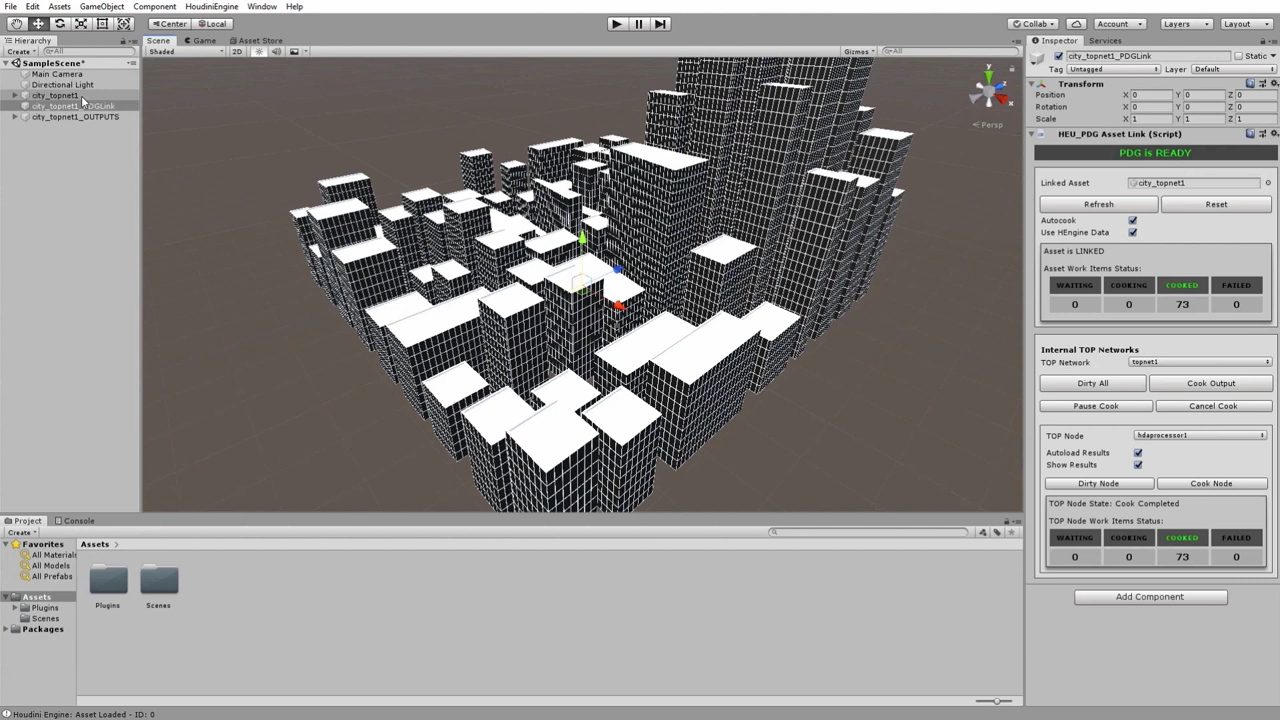 File Edit Assets GameObject Component HoudiniEngine Window Help
Center Local Collab Account Layers Layout
Hierarchy
Create All
SampleScene*
Main Camera
Directional Light
city_topnet1
city_topnet1_PDGLink
city_topnet1_OUTPUTS
Scene Game Asset Store
Shaded 2D Gizmos All
y
x
Persp
Inspector Services
city_topnet1_PDGLink Static
Tag Untagged Layer Default
Transform
Position X 0 Y 0 Z 0
Rotation X 0 Y 0 Z 0
Scale X 1 Y 1 Z 1
HEU_PDG Asset Link (Script)
PDG is READY
Linked Asset city_topnet1
Refresh Reset
Autocook
Use HEngine Data
Asset is LINKED
Asset Work Items Status:
WAITING COOKING COOKED FAILED
0 0 73 0
Internal TOP Networks
TOP Network topnet1
Dirty All Cook Output
Pause Cook Cancel Cook
TOP Node hdaprocessor1
Autoload Results
Show Results
Dirty Node Cook Node
TOP Node State: Cook Completed
TOP Node Work Items Status:
WAITING COOKING COOKED FAILED
0 0 73 0
Add Component
Project Console
Create
Favorites
All Materials
All Models
All Prefabs
Assets
Plugins
Scenes
Packages
Assets
Plugins Scenes
Houdini Engine: Asset Loaded - ID: 0